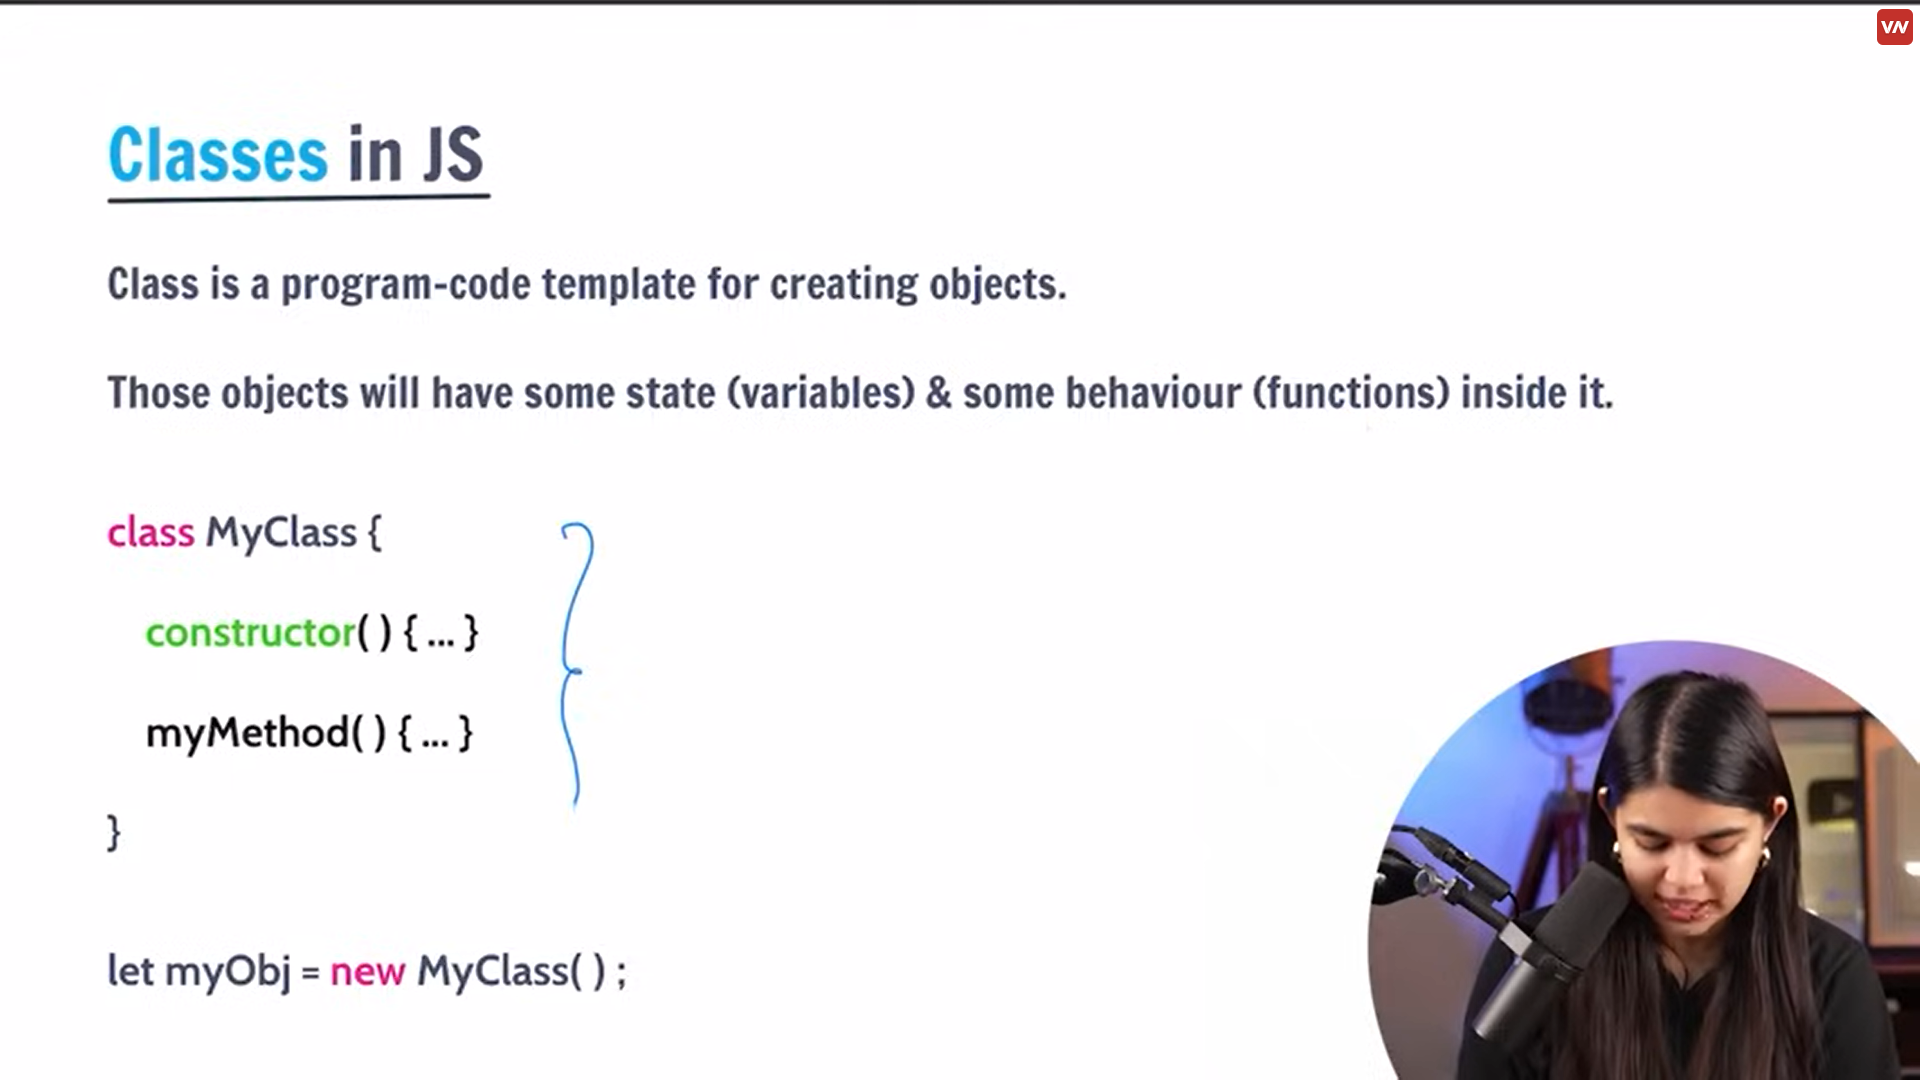 VN
Classes in JS
Class is a program-code template for creating objects.
Those objects will have some state (variables) & some behaviour (functions) inside it.
class MyClass {
constructor( ) { ... }
myMethod( ) { ... }
}
let myObj = new MyClass( ) ;